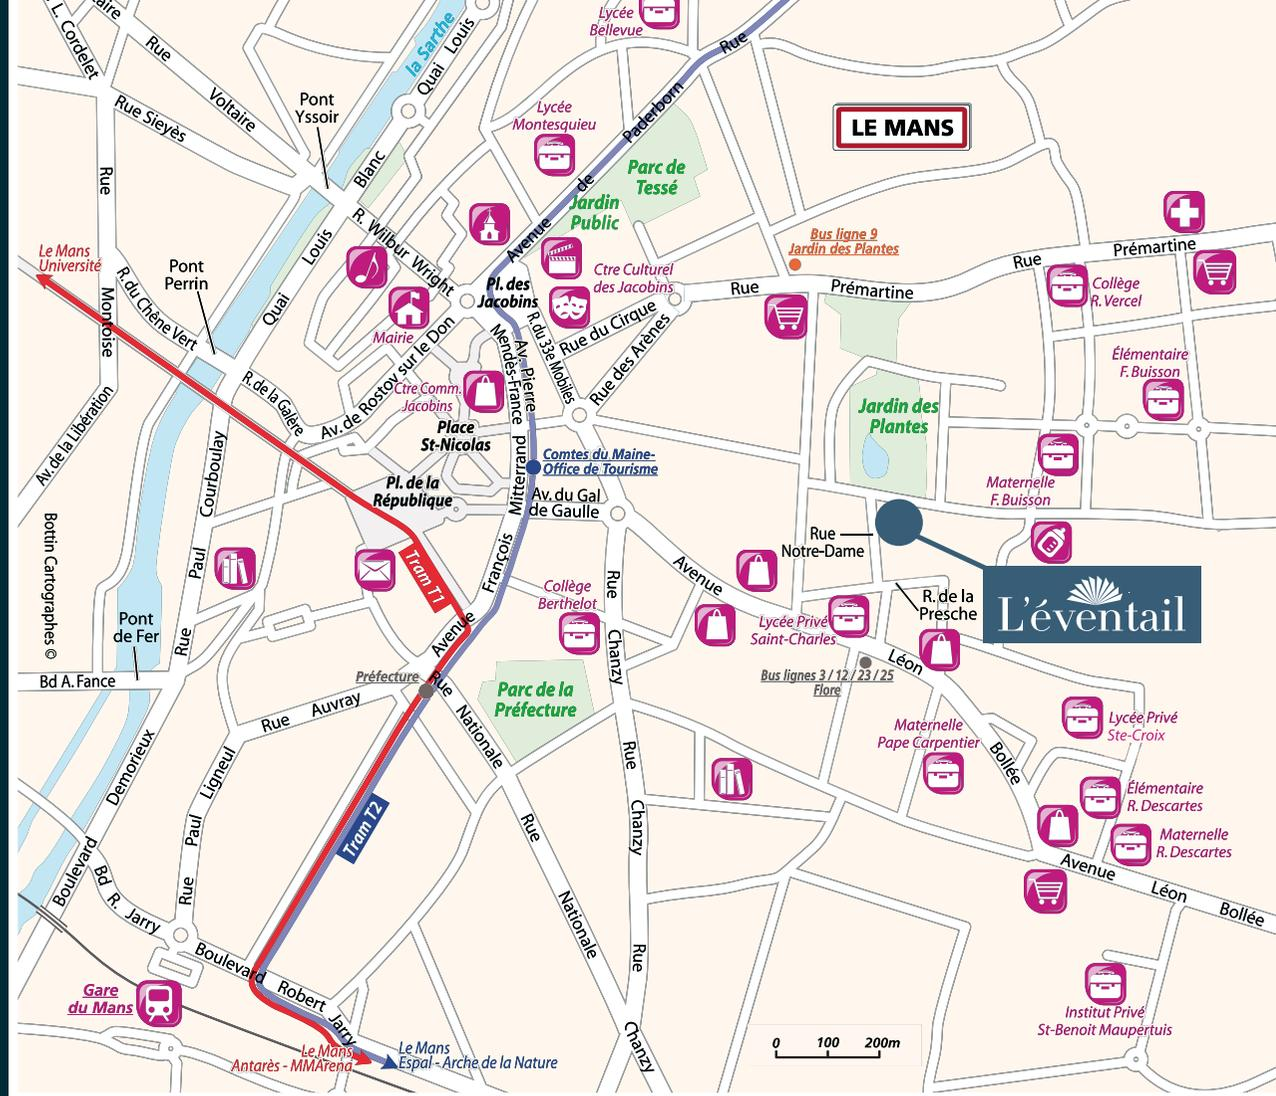 la Sarthe
Quai
Louis
Blanc
Lycée
Bellevue
Rue
L. Cordelet
Rue
Voltaire
Rue Sieyès
Pont
Yssoir
Lycée
Montesquieu
Paderborn
de
Avenue
LE MANS
Parc de
Tessé
Jardin
Public
Rue
Montoise
Le Mans
Université
R. du Chêne Vert
Pont
Perrin
Louis
Quai
R. Wilbur Wright
Mairie
Pl. des
Jacobins
Ctre Culturel
des Jacobins
Bus ligne 9
Jardin des Plantes
Rue
Prémartine
Rue
Prémartine
Collège
R. Vercel
Élémentaire
F. Buisson
Rue du Cirque
Rue des Arènes
R. du 33e Mobiles
Av. Pierre
Mendès-France
Av. de Rostov sur le Don
R. de la Galère
Ctre Comm.
Jacobins
Place
St-Nicolas
Jardin des
Plantes
Av. de la Libération
Courboulay
Paul
Rue
Pl. de la
République
Mitterrand
François
Avenue
Comtes du Maine-
Office de Tourisme
Av. du Gal
de Gaulle
Maternelle
F. Buisson
Bottin Cartographes ©
Rue
Notre-Dame
R. de la
Presche
L'éventail
Tram T1
Collège
Berthelot
Rue
Chanzy
Rue
Chanzy
Rue
Chanzy
Avenue
Léon
Bollée
Lycée Privé
Saint-Charles
Bus lignes 3 / 12 / 23 / 25
Flore
Pont
de Fer
Bd A. Fance
Préfecture
Rue
Nationale
Rue
Nationale
Parc de la
Préfecture
Rue Auvray
Rue
Paul
Ligneul
Boulevard
Demorieux
Tram T2
Maternelle
Pape Carpentier
Lycée Privé
Ste-Croix
Élémentaire
R. Descartes
Maternelle
R. Descartes
Avenue
Léon
Bollée
Bd R. Jarry
Boulevard
Robert
Jarry
Gare
du Mans
Le Mans
Antarès - MMArena
Le Mans
Espal - Arche de la Nature
Institut Privé
St-Benoit Maupertuis
0
100
200m